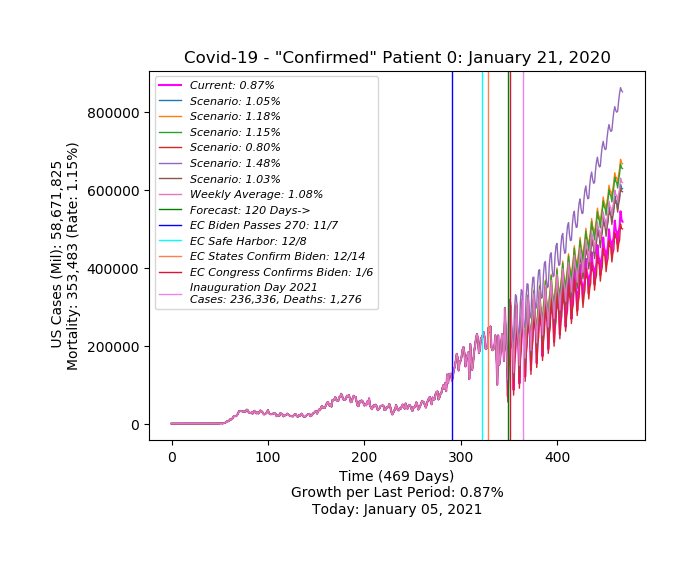 Covid-19 - "Confirmed" Patient 0: January 21, 2020
Current: 0.87%
Scenario: 1.05%
Scenario: 1.18%
Scenario: 1.15%
Scenario: 0.80%
Scenario: 1.48%
Scenario: 1.03%
Weekly Average: 1.08%
Forecast: 120 Days->
EC Biden Passes 270: 11/7
EC Safe Harbor: 12/8
EC States Confirm Biden: 12/14
EC Congress Confirms Biden: 1/6
Inauguration Day 2021
Cases: 236,336, Deaths: 1,276
US Cases (Mil): 58,671,825
Mortality: 353,483 (Rate: 1.15%)
800000
600000
400000
200000
0
0 100 200 300 400
Time (469 Days)
Growth per Last Period: 0.87%
Today: January 05, 2021